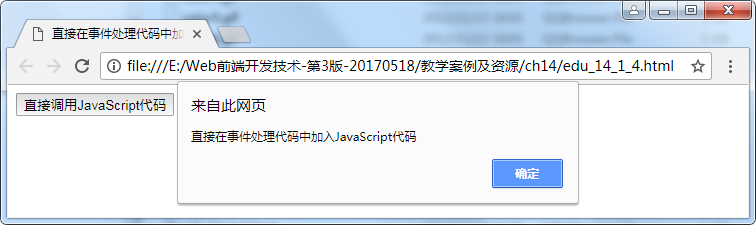 直接在事件处理代码中加
file:///E:/Web前端开发技术-第3版-20170518/教学案例及资源/ch14/edu_14_1_4.html
直接调用JavaScript代码
来自此网页
直接在事件处理代码中加入JavaScript代码
确定